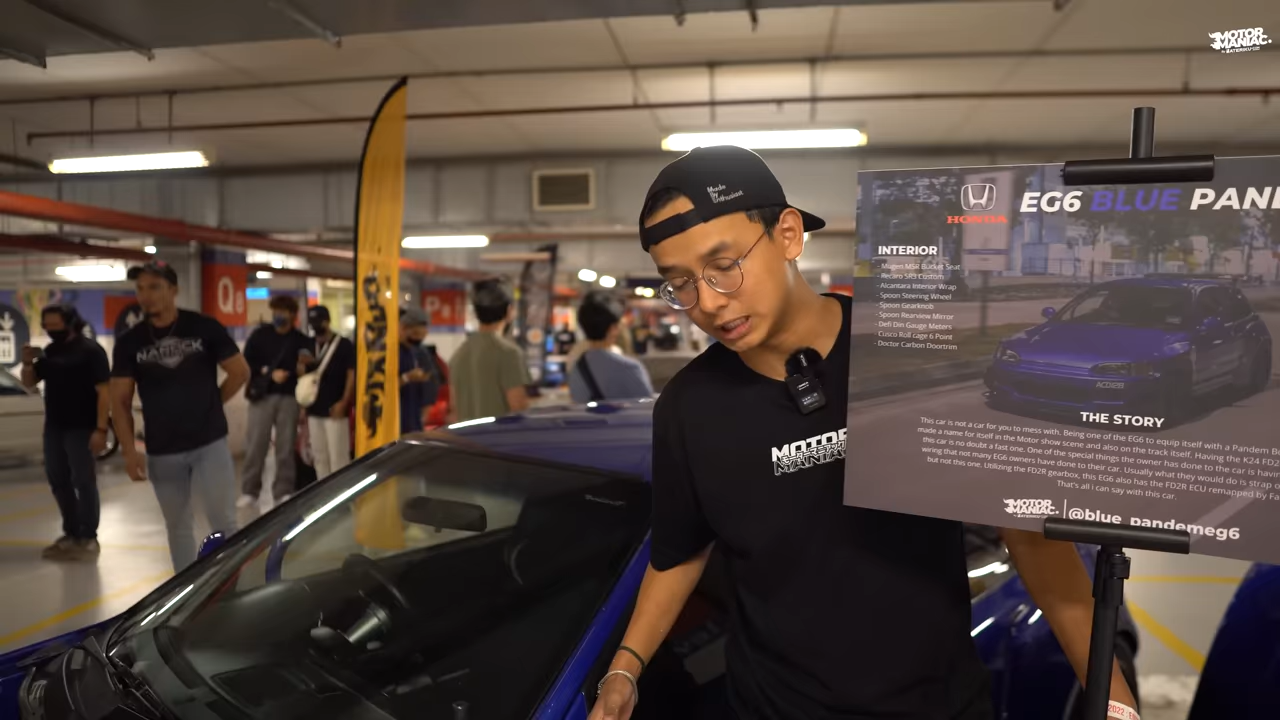 MOTOR
MANIAC.
HONDA
EG6 BLUE PAN
INTERIOR
- Mugen MSR Bucket Seat
- Recaro SR3 Custom
- Alcantara Interior Wrap
- Spoon Steering Wheel
- Spoon Gearknob
- Spoon Rearview Mirror
- Defi Din Gauge Meters
- Cusco Roll cage 6 Point
- Doctor Carbon Doortrim
THE STORY
This car is not a car for you to mess with. Being one of the EG6 to equip itself with a Pandem
made a name for itself in the Motor show scene and also on the track itself. Having the K24
this car is no doubt a fast one. One of the special things the owner has done to the car is
wiring that not many EG6 owners have done to their car. Usually what they would do is strap
but not this one. Utilizing the FD2R gearbox, this EG6 also has the FD2R ECU remapped by
That's all i can say with this car.
MOTOR
MANIAC.
@blue_pandemeg6
Made
By
Enthusiast
MOTOR
MANIAC
NARDECK
Q
P
2022